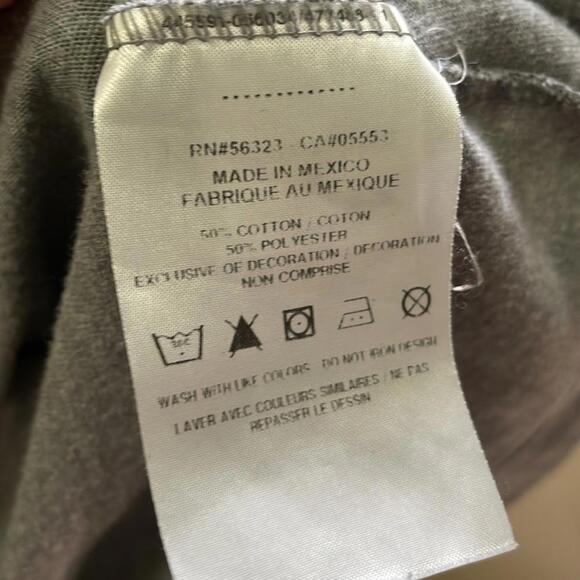 RN#56323 - CA#05553
MADE IN MEXICO
FABRIQUE AU MEXIQUE
50% COTTON / COTON
50% POLYESTER
EXCLUSIVE OF DECORATION / DECORATION
NON COMPRISE
30C
WASH WITH LIKE COLORS. DO NOT IRON DESIGN
LAVER AVEC COULEURS SIMILAIRES / NE PAS
REPASSER LE DESSIN